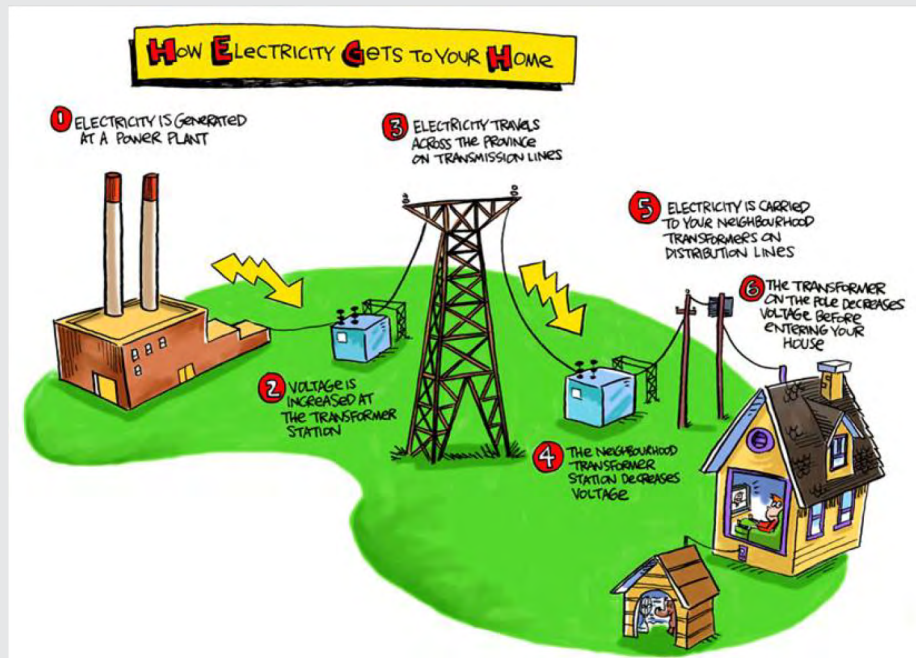 How Electricity Gets to Your Home
1 Electricity is generated
at a power plant
3 Electricity travels
across the province
on transmission lines
5 Electricity is carried
to your neighbourhood
transformers on
distribution lines
6 The transformer
on the pole decreases
voltage before
entering your
house
2 Voltage is
increased at
the transformer
station
4 The neighbourhood
transformer
station decreases
voltage